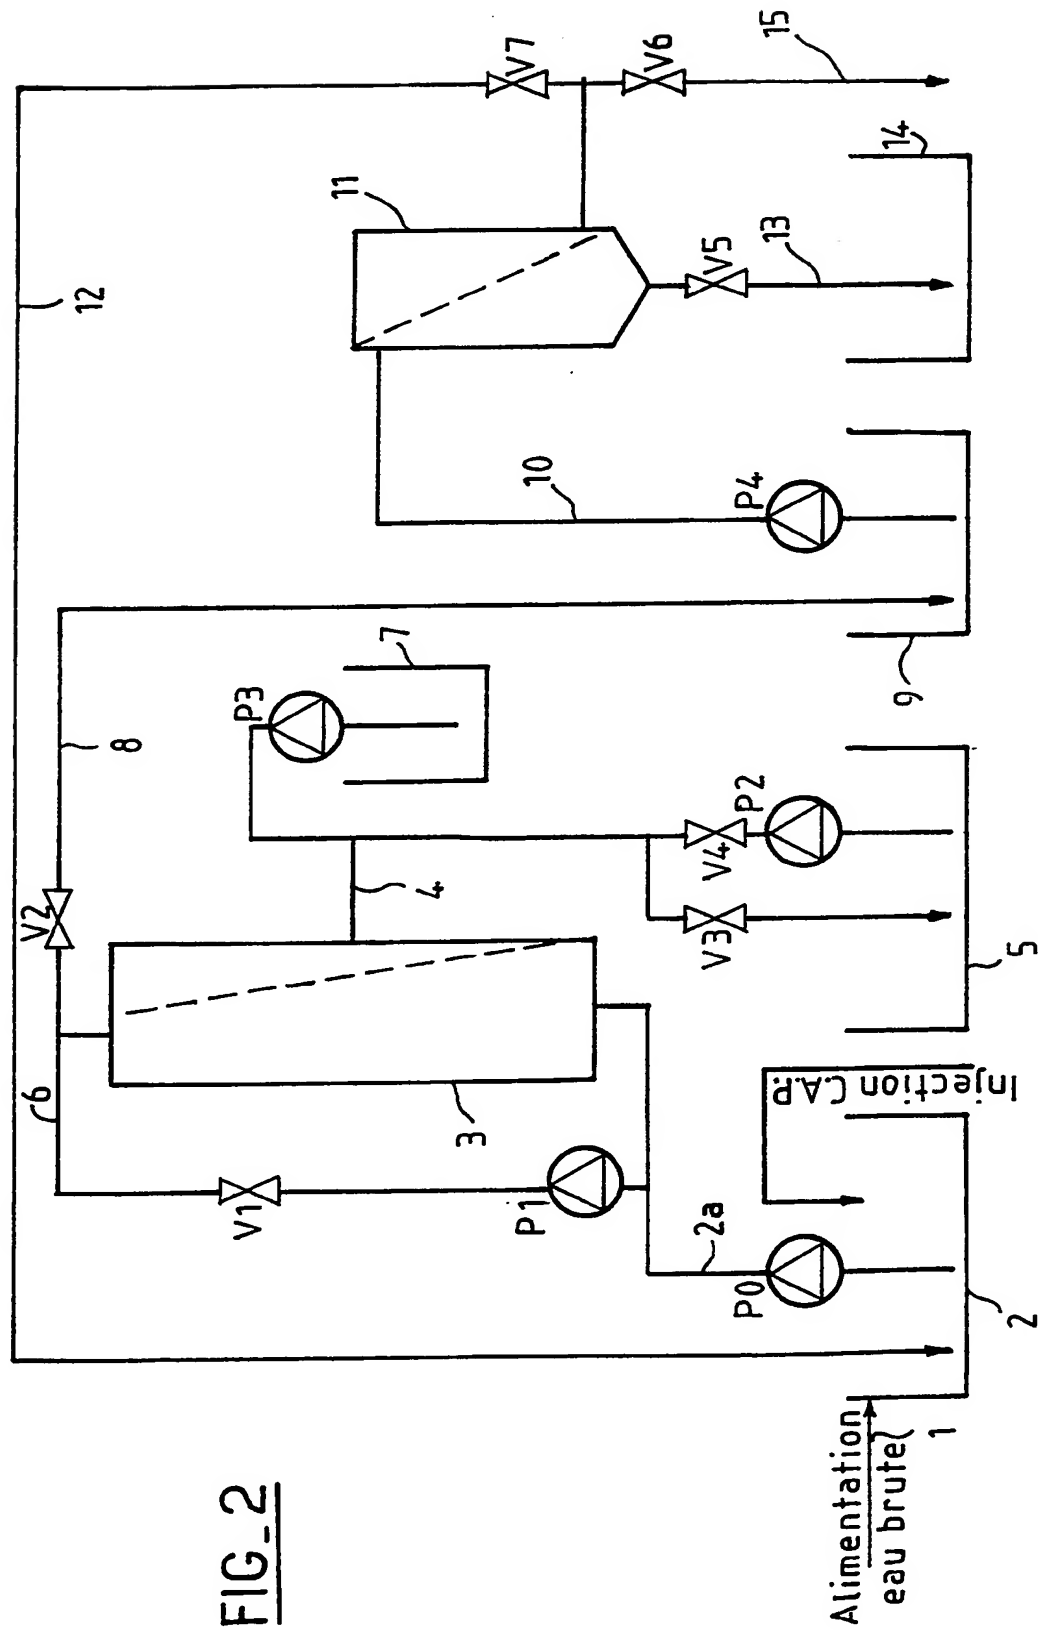 FIG_2
12
V7
V6
15
11
14
V5
13
10
P4
8
V2
P3
7
9
6
4
V4
P2
V3
5
3
V1
P1
2a
P0
Injection C.A.P.
2
Alimentation
eau brute
1